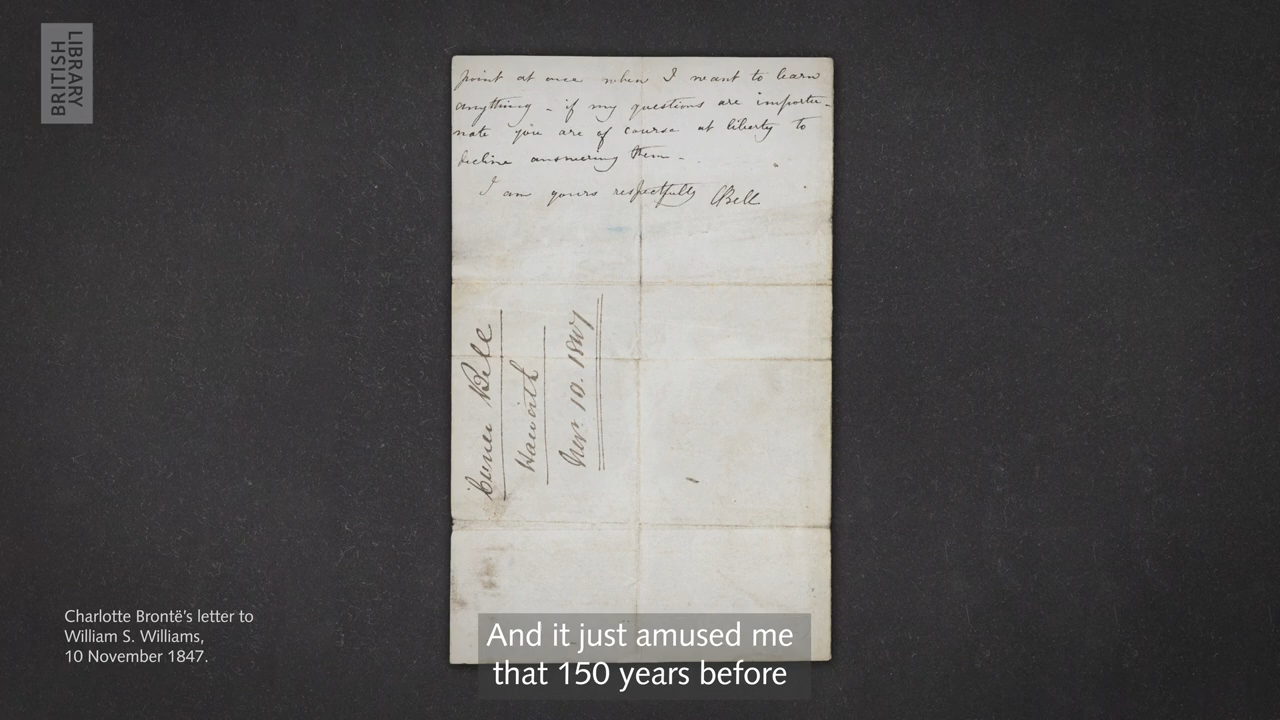 BRITISH
LIBRARY
point at once when I want to learn
anything - if my questions are importu-
nate you are of course at liberty to
decline answering them -
I am yours respectfully CBell
Currer Bell
Haworth
Nov. 10. 1847
Charlotte Brontë's letter to
William S. Williams,
10 November 1847.
And it just amused me
that 150 years before